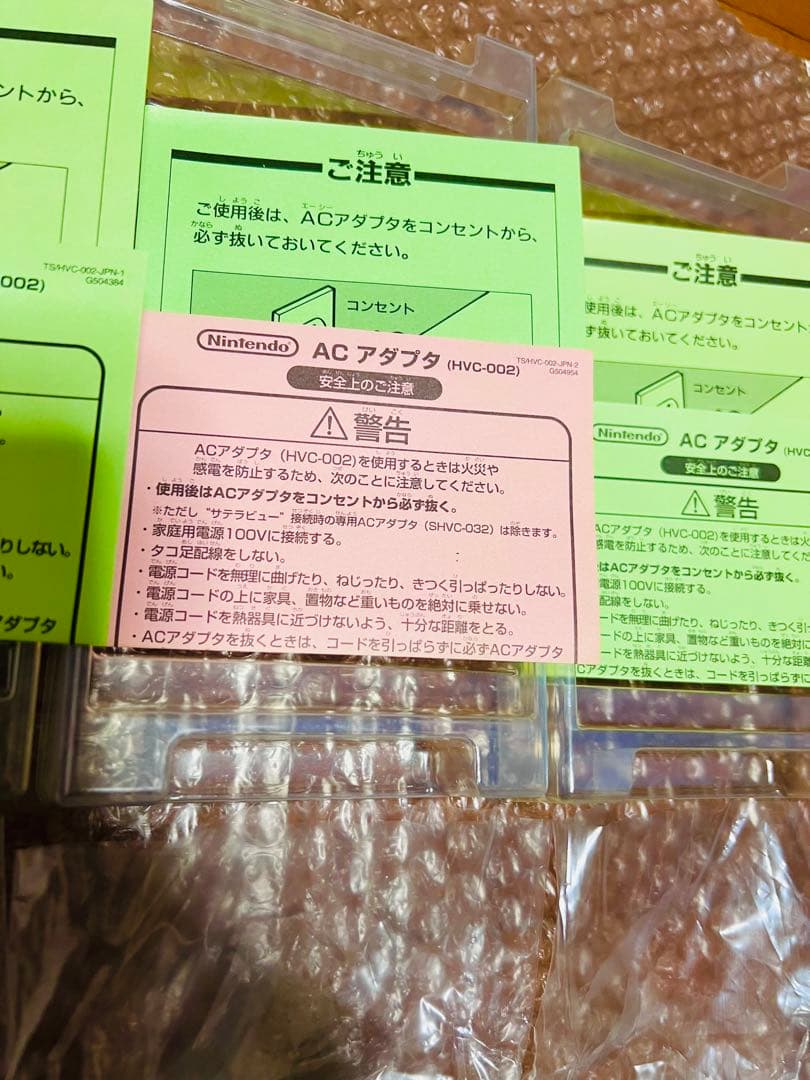 ントから、
ご注意
ご使用後は、ACアダプタをコンセントから、
必ず抜いておいてください。
コンセント
ご注意
使用後は、ACアダプタをコンセント
ず抜いておいてください。
コンセント
002)
TS/HVC-002-JPN-1
G504384
りしない。
アダプタ
Nintendo ACアダプタ(HVC-002)
TS/HVC-002-JPN-2
G504954
安全上のご注意
警告
ACアダプタ(HVC-002)を使用するときは火災や
感電を防止するため、次のことに注意してください。
・使用後はACアダプタをコンセントから必ず抜く。
※ただし“サテラビュー”接続時の専用ACアダプタ(SHVC-032)は除きます。
・家庭用電源100Vに接続する。
・タコ足配線をしない。
・電源コードを無理に曲げたり、ねじったり、きつく引っぱったりしない。
・電源コードの上に家具、置物など重いものを絶対に乗せない。
・電源コードを熱器具に近づけないよう、十分な距離をとる。
・ACアダプタを抜くときは、コードを引っぱらずに必ずACアダプタ
Nintendo ACアダプタ(HVC
安全上のご注意
警告
ACアダプタ(HVC-002)を使用するときは火
感電を防止するため、次のことに注意してくだ
はACアダプタをコンセントから必ず抜く。
電源100Vに接続する。
配線をしない。
ードを無理に曲げたり、ねじったり、きつく引っ
ードの上に家具、置物など重いものを絶対に
ードを熱器具に近づけないよう、十分な距離
ACアダプタを抜くときは、コードを引っぱらずに